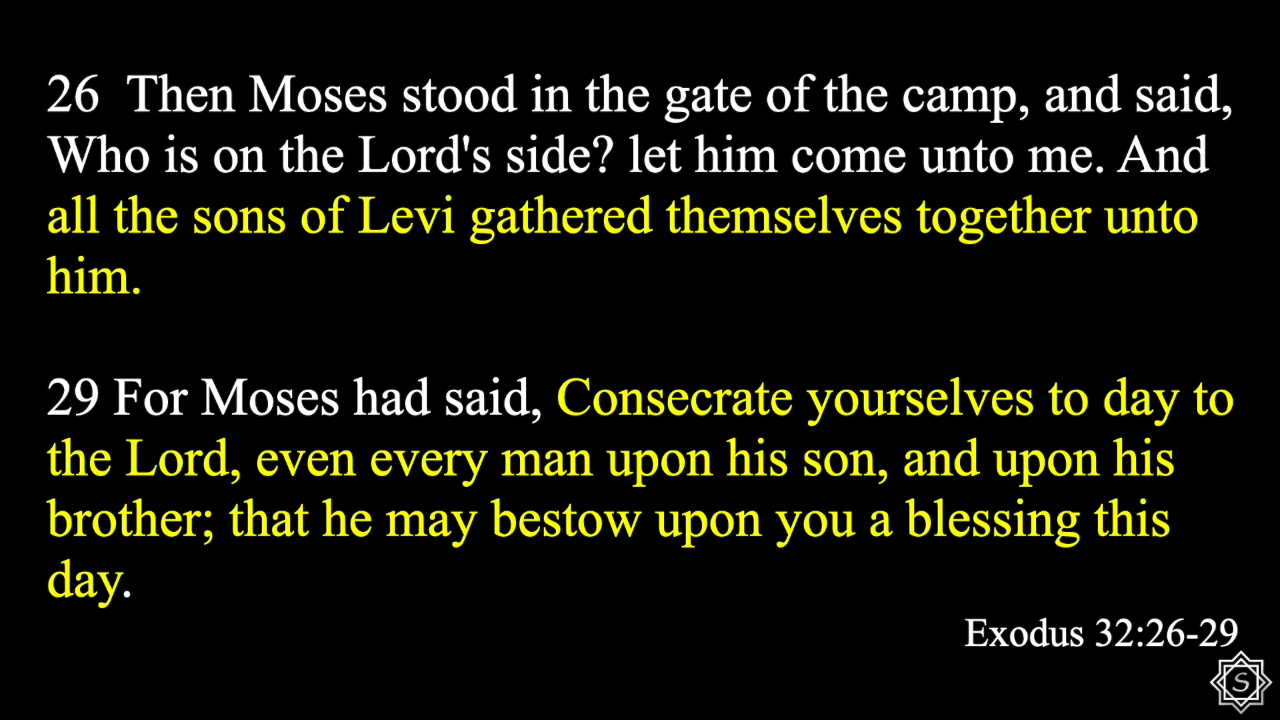 26  Then Moses stood in the gate of the camp, and said,
Who is on the Lord's side? let him come unto me. And
all the sons of Levi gathered themselves together unto
him.
29 For Moses had said, Consecrate yourselves to day to
the Lord, even every man upon his son, and upon his
brother; that he may bestow upon you a blessing this
day.
Exodus 32:26-29
S